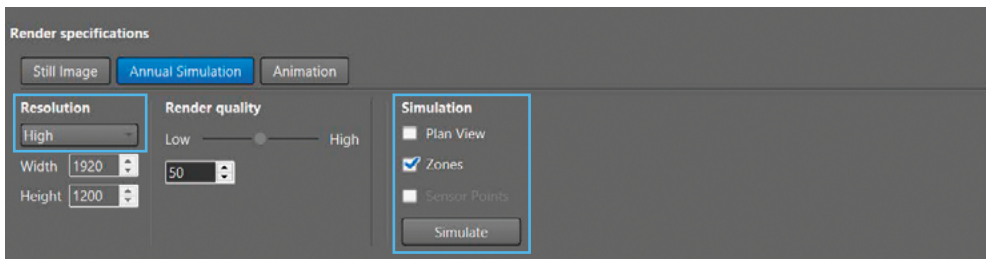 Render specifications
Still Image
Annual Simulation
Animation
Resolution
High
Width 1920
Height 1200
Render quality
Low High
50
Simulation
Plan View
Zones
Sensor Points
Simulate